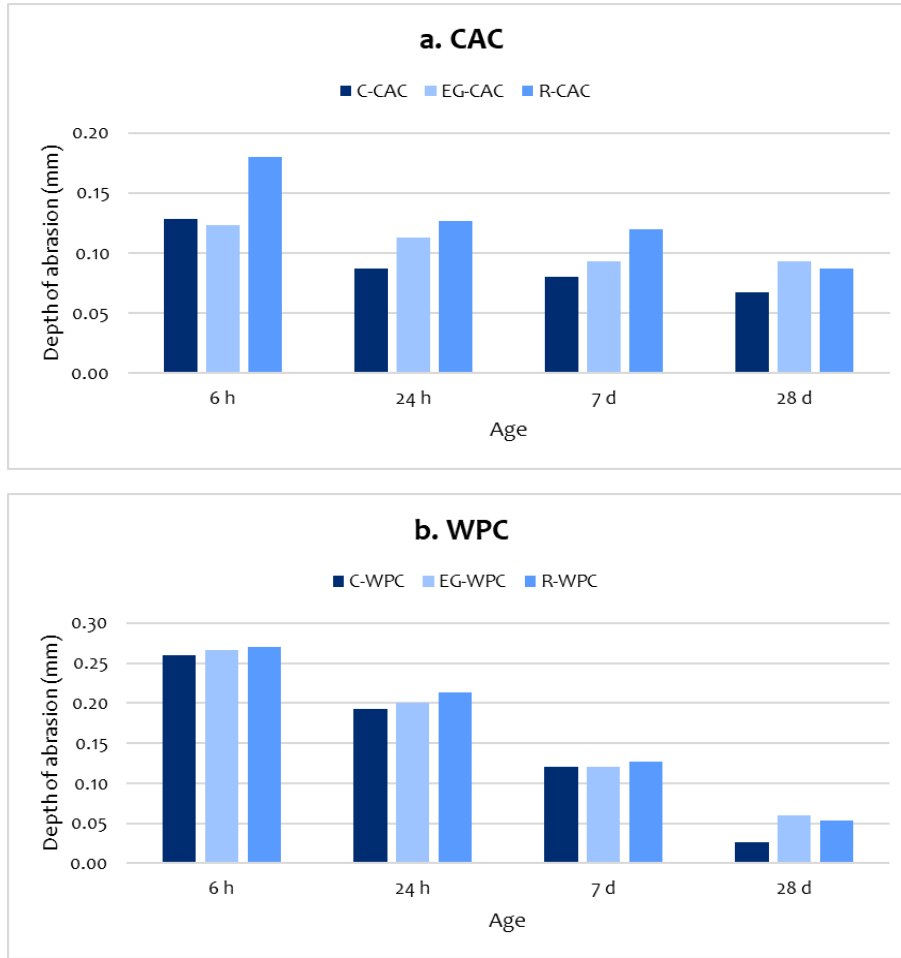 a. CAC
C-CAC EG-CAC R-CAC
Depth of abrasion (mm)
0.20
0.15
0.10
0.05
0.00
6 h 24 h 7 d 28 d
Age
b. WPC
C-WPC EG-WPC R-WPC
Depth of abrasion (mm)
0.30
0.25
0.20
0.15
0.10
0.05
0.00
6 h 24 h 7 d 28 d
Age